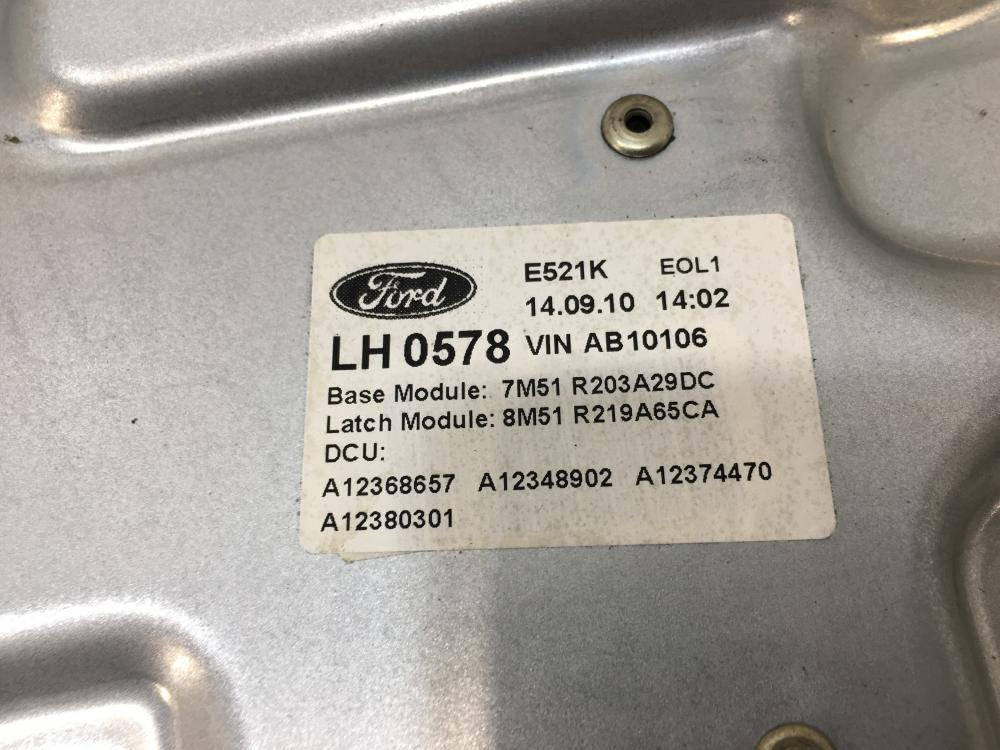 Ford E521K EOL1
14.09.10 14:02
LH 0578 VIN AB10106
Base Module: 7M51 R203A29DC
Latch Module: 8M51 R219A65CA
DCU:
A12368657 A12348902 A12374470
A12380301